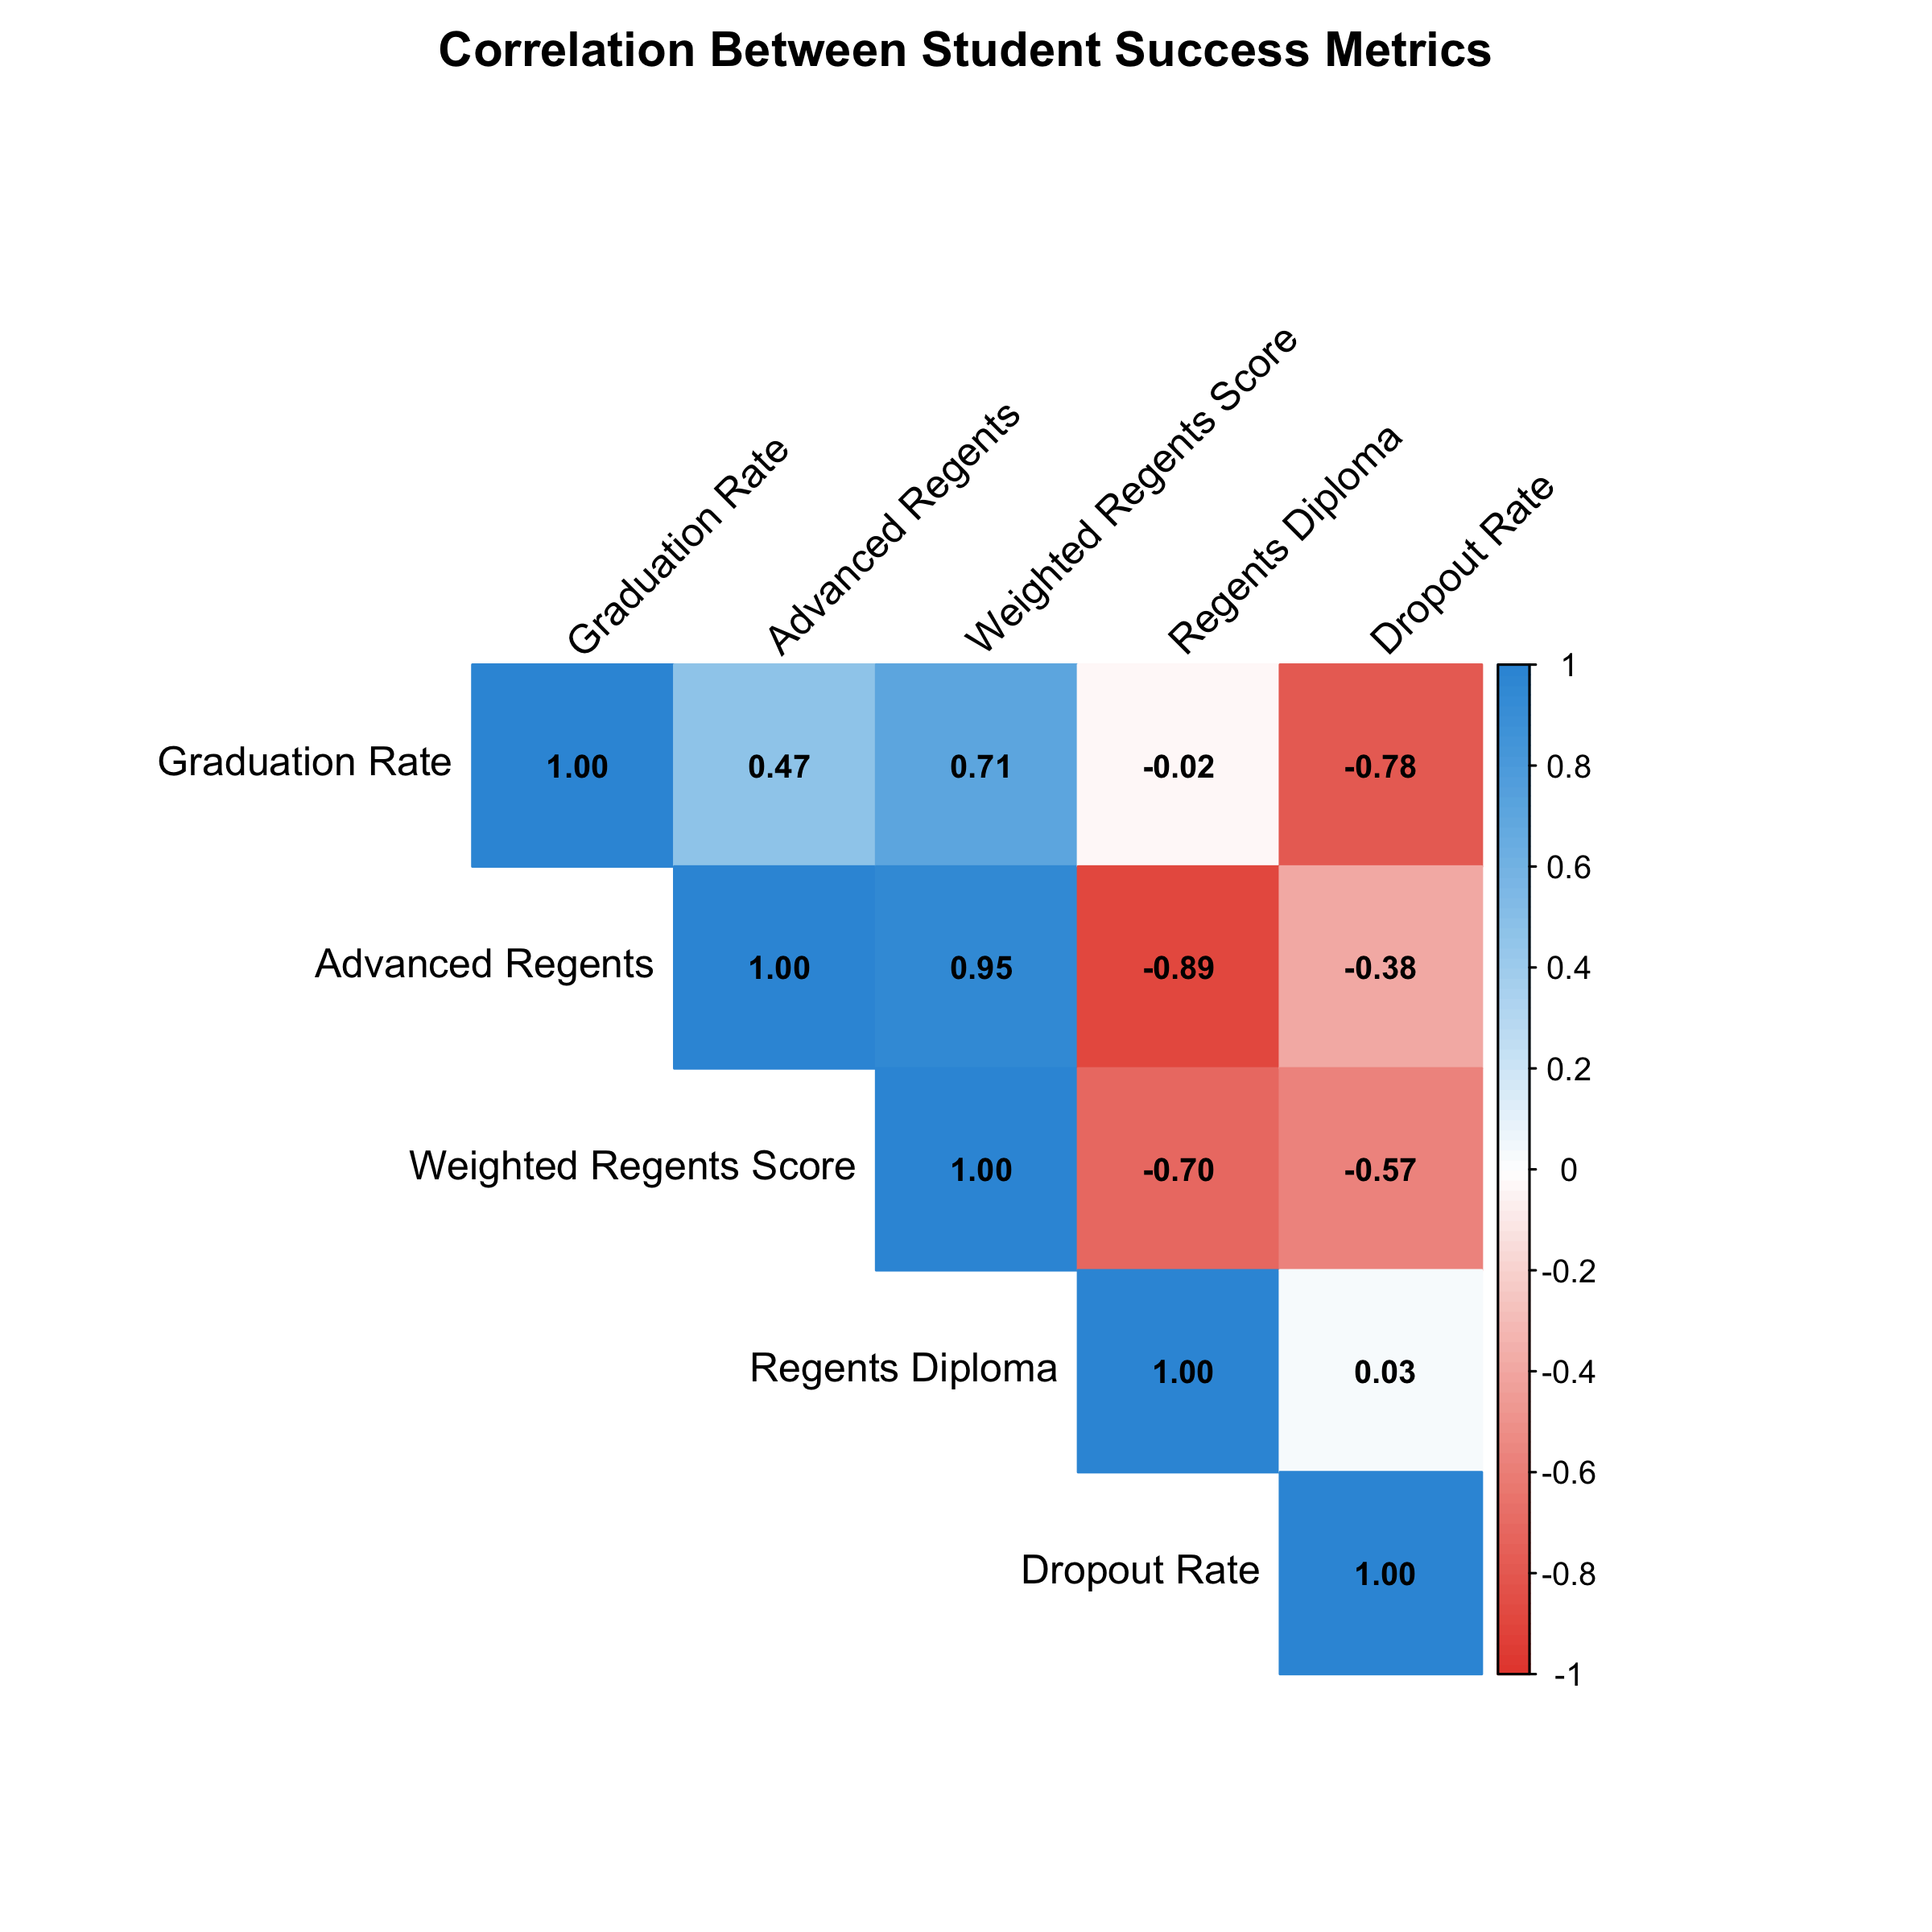 Correlation Between Student Success Metrics
Graduation Rate
Advanced Regents
Weighted Regents Score
Regents Diploma
Dropout Rate
Graduation Rate 1.00 0.47 0.71 -0.02 -0.78
Advanced Regents 1.00 0.95 -0.89 -0.38
Weighted Regents Score 1.00 -0.70 -0.57
Regents Diploma 1.00 0.03
Dropout Rate 1.00
1
0.8
0.6
0.4
0.2
0
-0.2
-0.4
-0.6
-0.8
-1